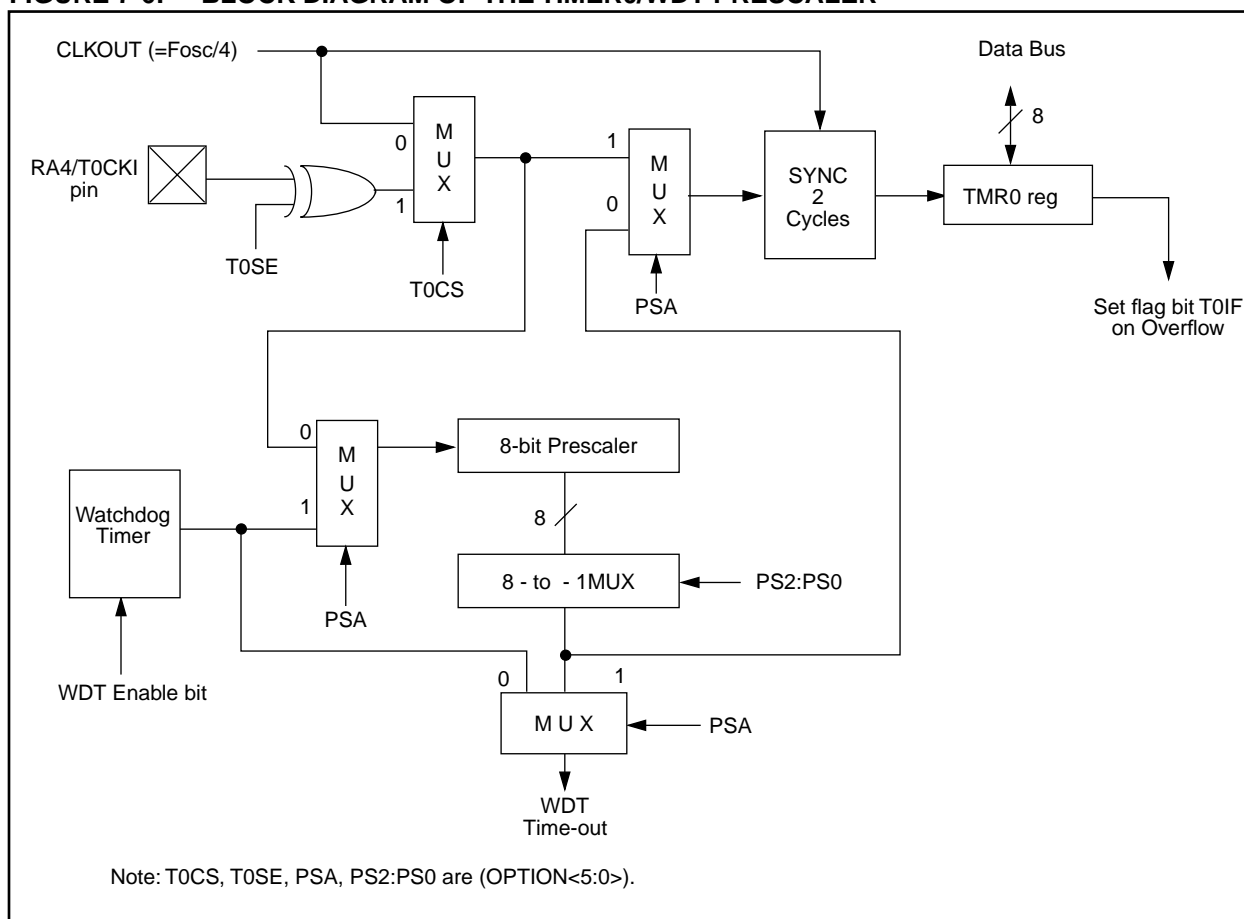 CLKOUT (=Fosc/4)
Data Bus
8
M
U
X
0
1
RA4/T0CKI
pin
T0SE
T0CS
1
0
M
U
X
PSA
SYNC
2
Cycles
TMR0 reg
Set flag bit T0IF
on Overflow
0
1
M
U
X
PSA
8-bit Prescaler
8
8 - to - 1MUX
PS2:PS0
Watchdog
Timer
WDT Enable bit
0
1
M U X
PSA
WDT
Time-out
Note: T0CS, T0SE, PSA, PS2:PS0 are (OPTION<5:0>).